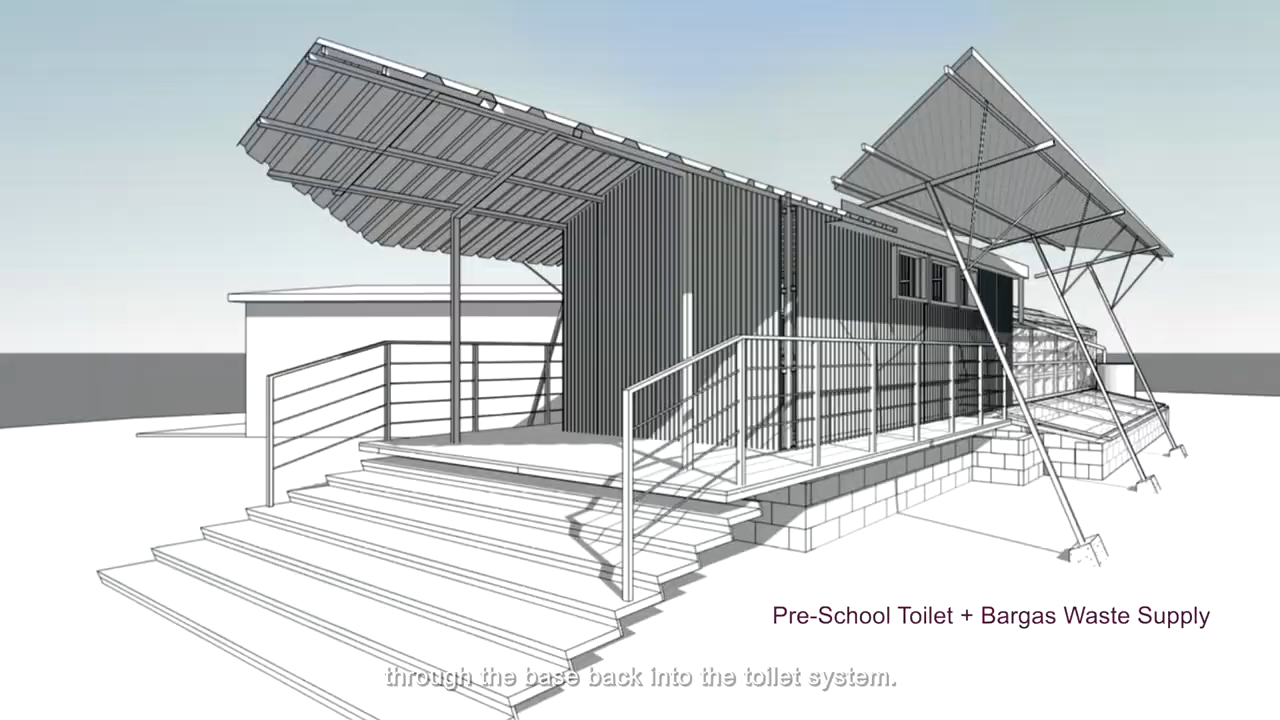 Pre-School Toilet + Bargas Waste Supply
through the base back into the toilet system.